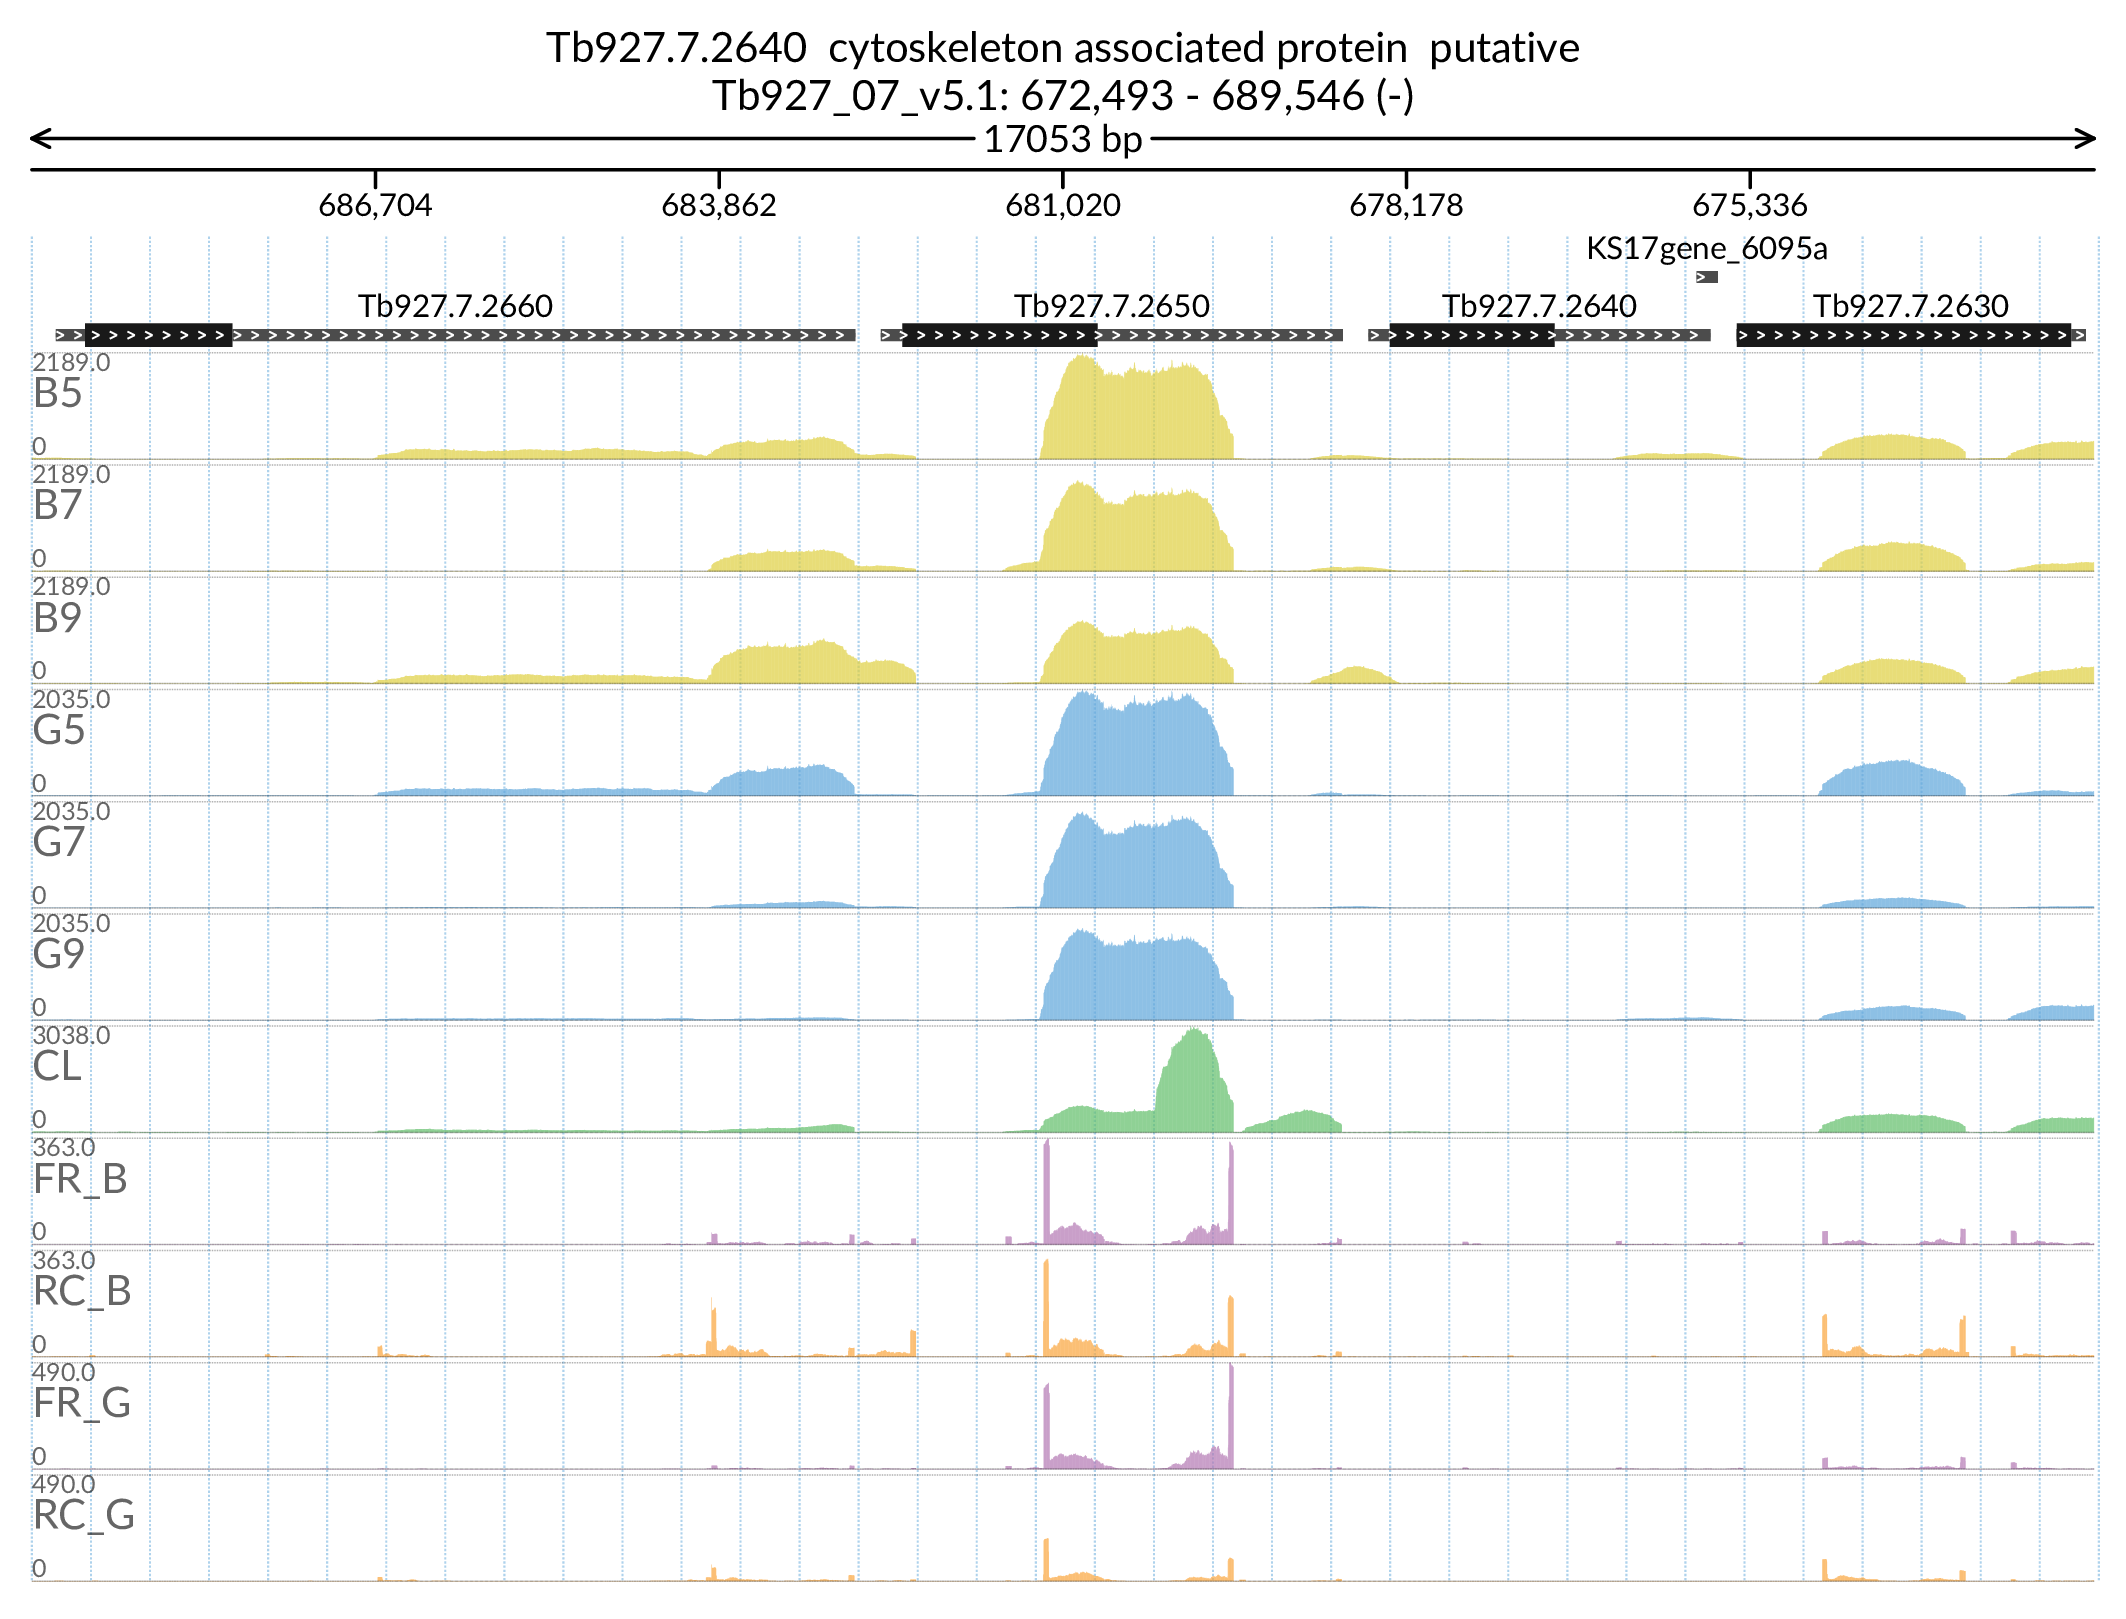 Tb927.7.2640  cytoskeleton associated protein  putative
Tb927_07_v5.1: 672,493 - 689,546 (-)
17053 bp
686,704 683,862 681,020 678,178 675,336
KS17gene_6095a
Tb927.7.2660 Tb927.7.2650 Tb927.7.2640 Tb927.7.2630
2189.0
B5
0
2189.0
B7
0
2189.0
B9
0
2035.0
G5
0
2035.0
G7
0
2035.0
G9
0
3038.0
CL
0
363.0
FR_B
0
363.0
RC_B
0
490.0
FR_G
0
490.0
RC_G
0